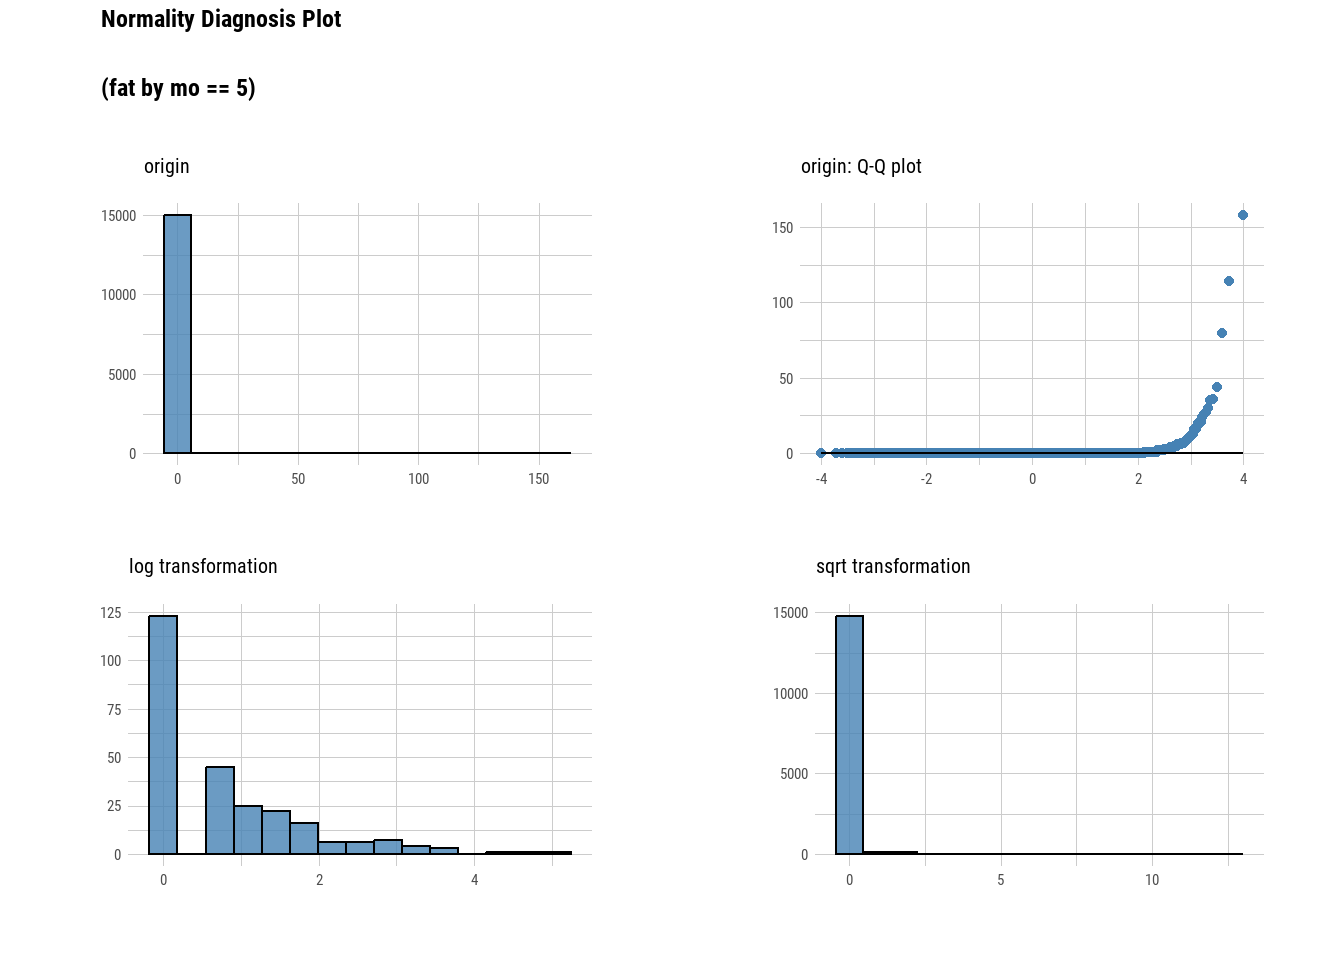 Normality Diagnosis Plot
(fat by mo == 5)
origin
15000
10000
5000
0
0 50 100 150
origin: Q-Q plot
150
100
50
0
-4 -2 0 2 4
log transformation
125
100
75
50
25
0
0 2 4
sqrt transformation
15000
10000
5000
0
0 5 10